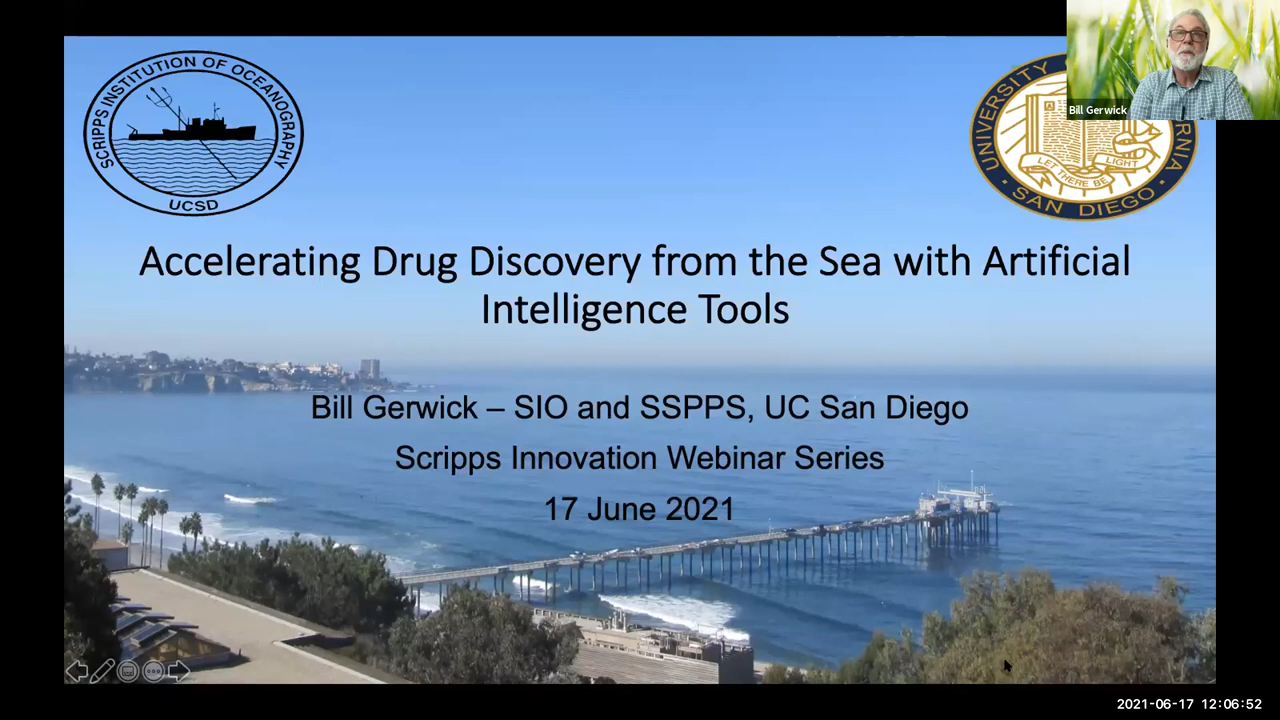 SCRIPPS INSTITUTION OF OCEANOGRAPHY
UCSD
UNIVERSITY
SAN DIEGO
LET THERE BE
LIGHT
Bill Gerwick
Accelerating Drug Discovery from the Sea with Artificial
Intelligence Tools
Bill Gerwick – SIO and SSPPS, UC San Diego
Scripps Innovation Webinar Series
17 June 2021
2021-06-17 12:06:52